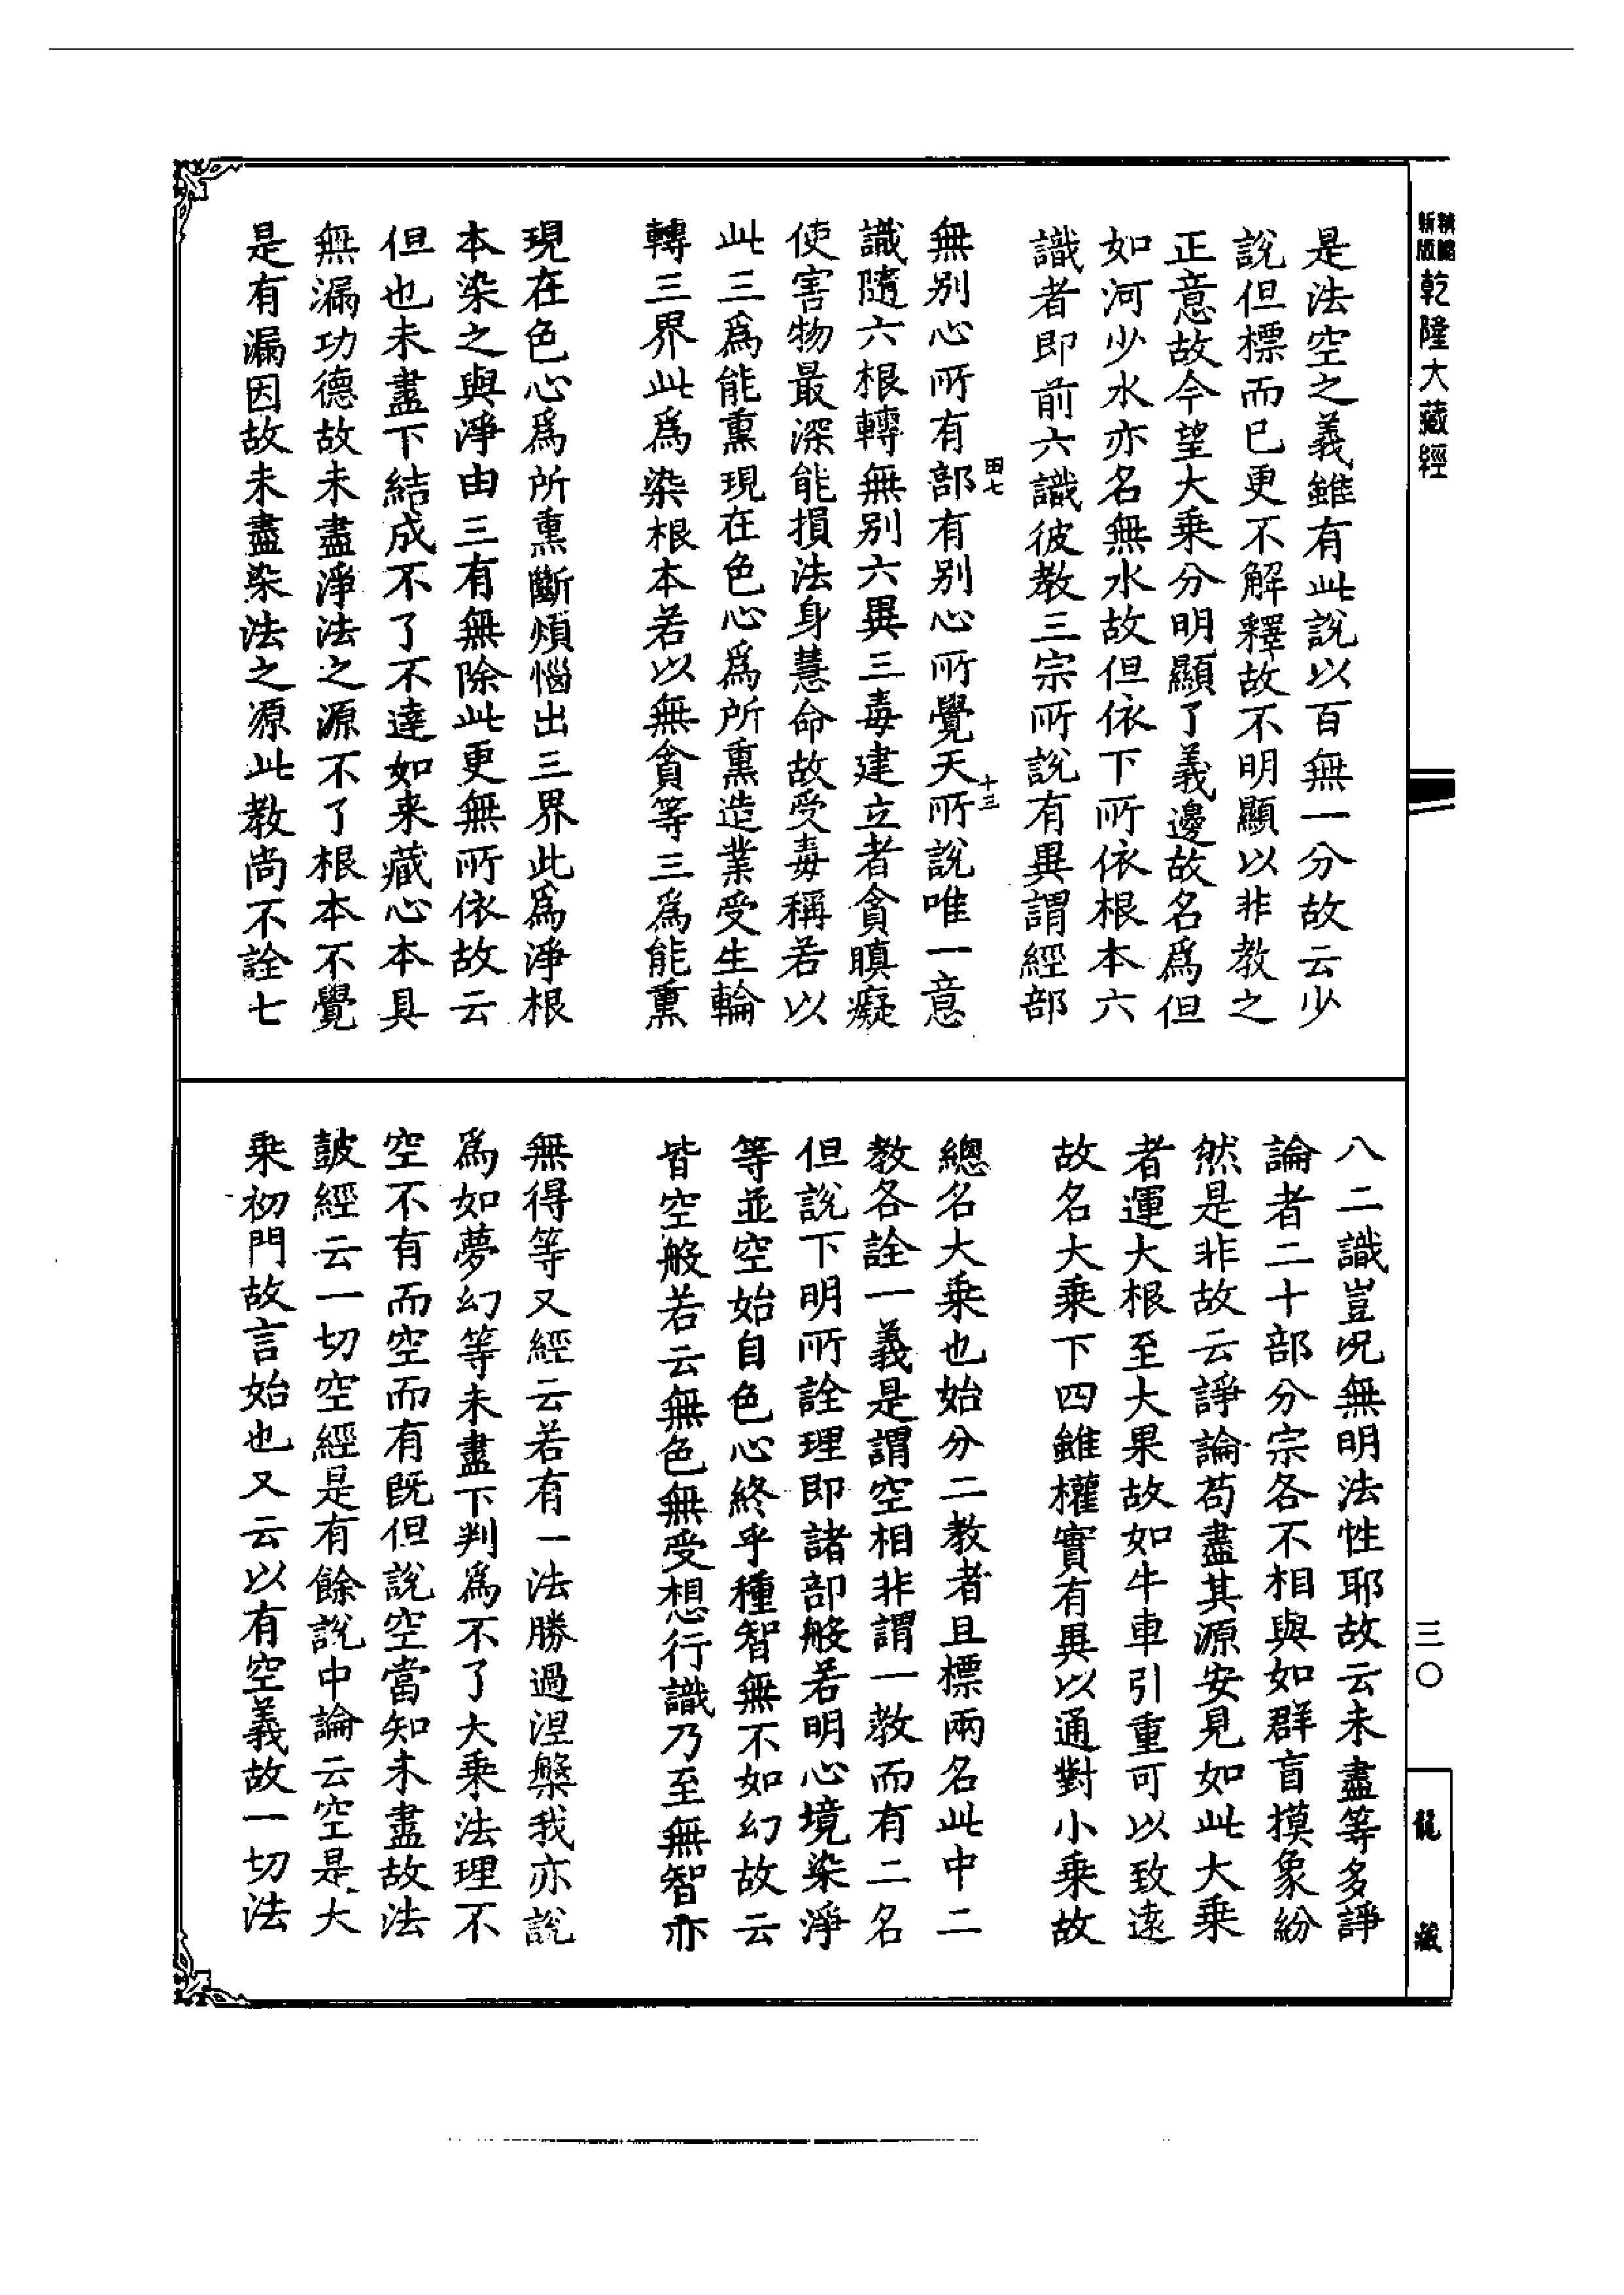 精縮
新版
乾隆大藏經
是法空之義雖有此說以百無一分故云少
說但標而已更不解釋故不明顯以非教之
正意故今望大乘分明顯了義邊故名爲但
如河少水亦名無水故但依下所依根本六
識者即前六識彼教三宗所說有異謂經部
田七
十三
無別心所有部有別心所覺天所說唯一意
識隨六根轉無別六異三毒建立者貪瞋癡
使害物最深能損法身慧命故受毒稱若以
此三爲能熏現在色心爲所熏造業受生輪
轉三界此爲染根本若以無貪等三爲能熏
現在色心爲所熏斷煩惱出三界此爲淨根
本染之與淨由三有無除此更無所依故云
但也未盡下結成不了不達如來藏心本具
無漏功德故未盡淨法之源不了根本不覺
是有漏因故未盡染法之源此教尚不詮七
八二識豈況無明法性耶故云未盡等多諍
論者二十部分宗各不相與如群盲摸象紛
然是非故云諍論苟盡其源安見如此大乘
者運大根至大果故如牛車引重可以致遠
故名大乘下四雖權實有異以通對小乘故
總名大乘也始分二教者且標兩名此中二
教各詮一義是謂空相非謂一教而有二名
但說下明所詮理即諸部般若明心境染淨
等並空始自色心終乎種智無不如幻故云
皆空般若云無色無受想行識乃至無智亦
無得等又經云若有一法勝過涅槃我亦說
爲如夢幻等未盡下判爲不了大乘法理不
空不有而空而有既但說空當知未盡故法
鼓經云一切空經是有餘說中論云空是大
乘初門故言始也又云以有空義故一切法
三〇
龍藏